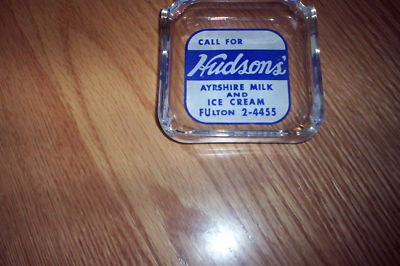 CALL FOR
Hudsons'
AYRSHIRE MILK
AND
ICE CREAM
FULTON 2-4455